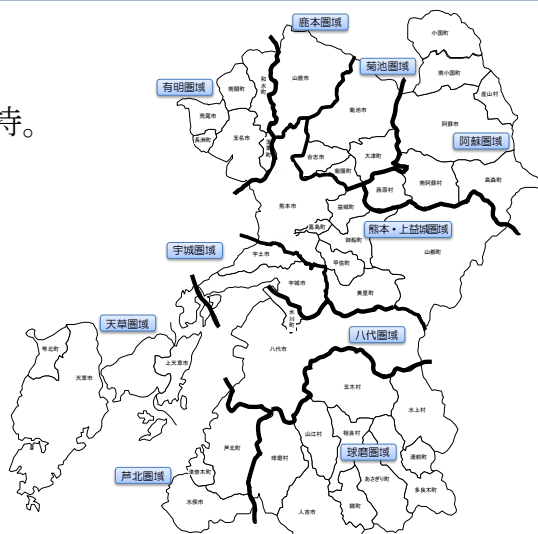 鹿本圏域
小国町
菊池圏域
南小国町
有明圏域
和水町
山鹿市
南関町
産山村
荒尾市
菊池市
阿蘇市
寺。
長洲町
玉名市
玉東町
阿蘇圏域
合志市
大津町
菊陽町
西原村
南阿蘇村
高森町
熊本市
益城町
嘉島町
熊本・上益城圏域
御船町
宇城圏域
宇土市
甲佐町
山都町
宇城市
美里町
氷川町
天草圏域
八代圏域
苓北町
八代市
上天草市
天草市
五木村
水上村
山江村
相良村
芦北町
球磨村
球磨圏域
湯前町
芦北圏域
津奈木町
あさぎり町
多良木町
水俣市
錦町
人吉市